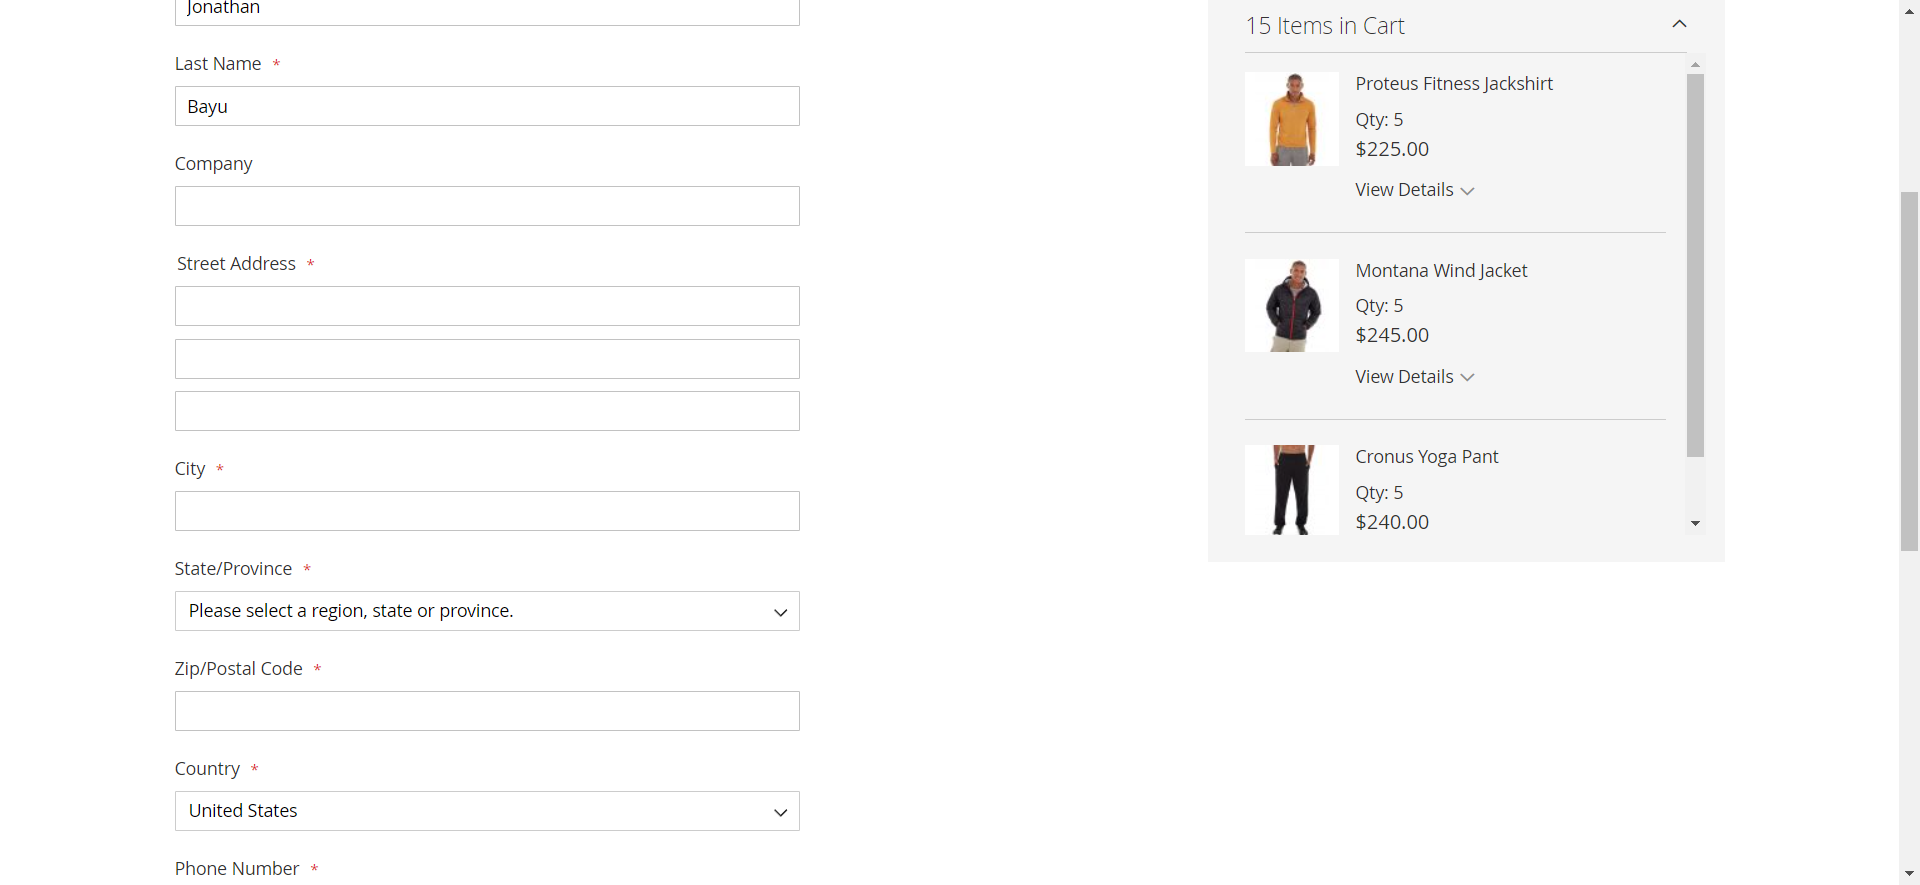 Jonathan
Last Name *
Bayu
Company
Street Address *
City *
State/Province *
Please select a region, state or province.
Zip/Postal Code *
Country *
United States
Phone Number *
15 Items in Cart
Proteus Fitness Jackshirt
Qty: 5
$225.00
View Details
Montana Wind Jacket
Qty: 5
$245.00
View Details
Cronus Yoga Pant
Qty: 5
$240.00